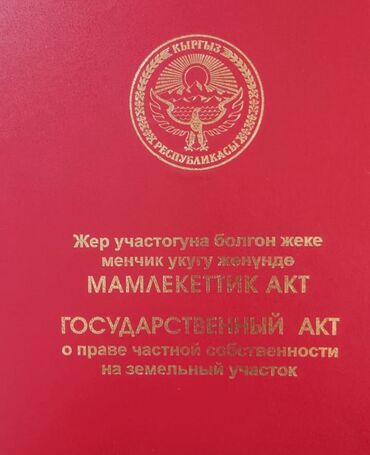 КЫРГЫЗ
РЕСПУБЛИКАСЫ
Жер участогуна болгон жеке
менчик укугу жөнүндө
МАМЛЕКЕТТИК АКТ
ГОСУДАРСТВЕННЫЙ АКТ
о праве частной собственности
на земельный участок